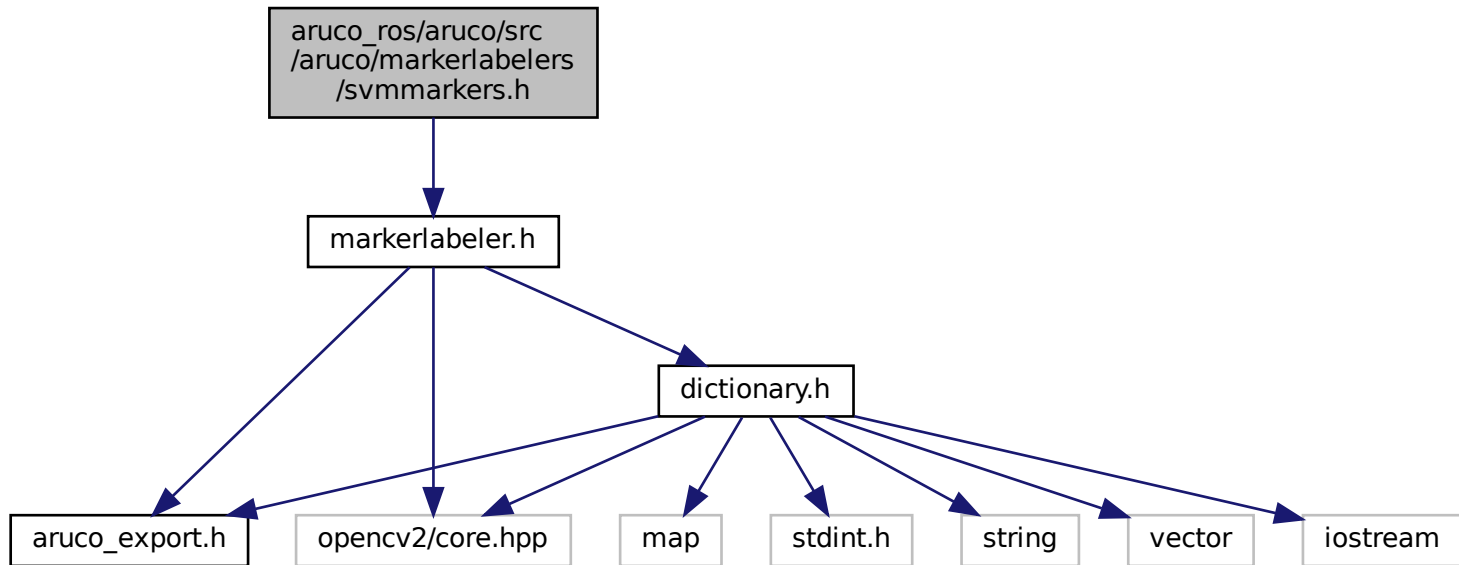 aruco_ros/aruco/src
/aruco/markerlabelers
/svmmarkers.h
markerlabeler.h
dictionary.h
aruco_export.h
opencv2/core.hpp
map
stdint.h
string
vector
iostream